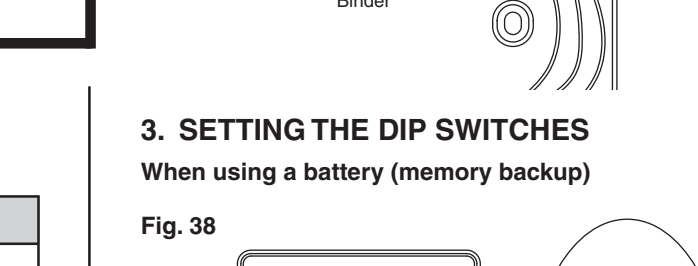 Binder
3. SETTING THE DIP SWITCHES
When using a battery (memory backup)
Fig. 38